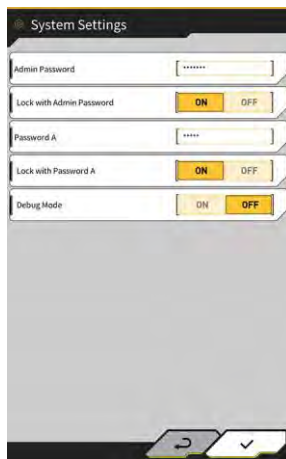 System Settings
Admin Password [ ••••••• ]
Lock with Admin Password ON OFF
Password A [ ••••• ]
Lock with Password A ON OFF
Debug Mode [ ON OFF ]